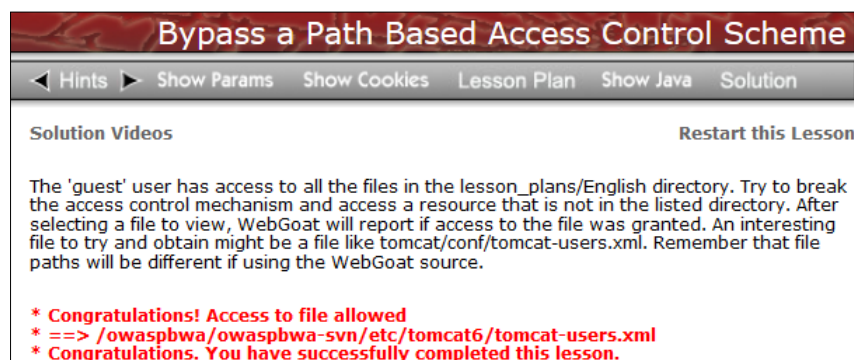 Bypass a Path Based Access Control Scheme
Hints Show Params Show Cookies Lesson Plan Show Java Solution
Solution Videos Restart this Lesson
The 'guest' user has access to all the files in the lesson_plans/English directory. Try to break
the access control mechanism and access a resource that is not in the listed directory. After
selecting a file to view, WebGoat will report if access to the file was granted. An interesting
file to try and obtain might be a file like tomcat/conf/tomcat-users.xml. Remember that file
paths will be different if using the WebGoat source.
* Congratulations! Access to file allowed
* ==> /owaspbwa/owaspbwa-svn/etc/tomcat6/tomcat-users.xml
* Congratulations. You have successfully completed this lesson.